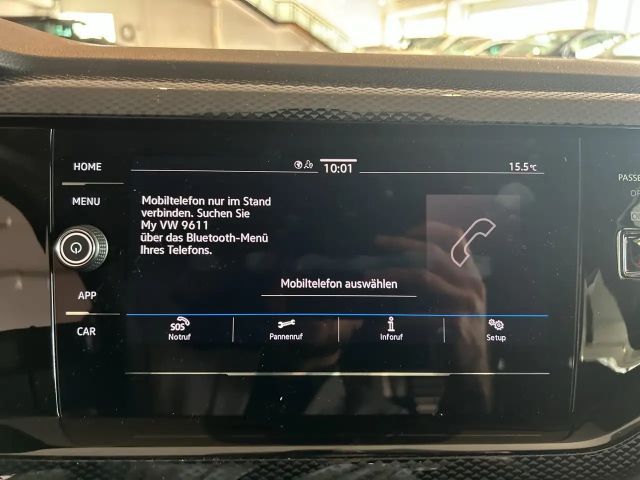 HOME
MENU
APP
CAR
10:01
15.5°C
Mobiltelefon nur im Stand
verbinden. Suchen Sie
My VW 9611
über das Bluetooth-Menü
Ihres Telefons.
Mobiltelefon auswählen
SOS
Notruf
Pannenruf
Inforuf
Setup
PASSE